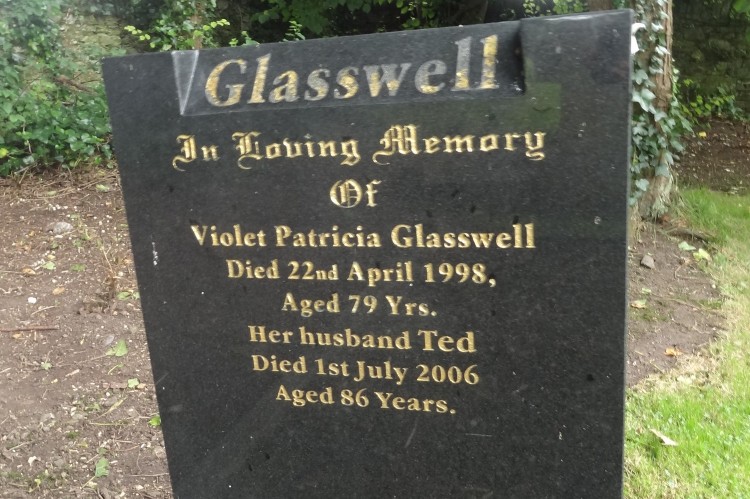 Glasswell
In Loving Memory
Of
Violet Patricia Glasswell
Died 22nd April 1998,
Aged 79 Yrs.
Her husband Ted
Died 1st July 2006
Aged 86 Years.